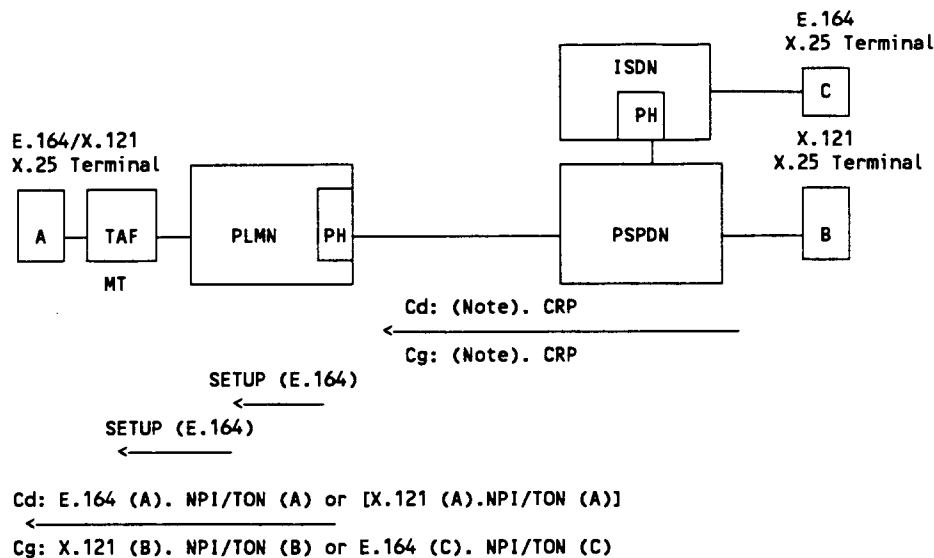 E.164
X.25 Terminal
ISDN
C
PH
E.164/X.121
X.25 Terminal
X.121
X.25 Terminal
A
TAF
PLMN
PH
PSPDN
B
MT
Cd: (Note). CRP
Cg: (Note). CRP
SETUP (E.164)
SETUP (E.164)
Cd: E.164 (A). NPI/TON (A) or [X.121 (A).NPI/TON (A)]
Cg: X.121 (B). NPI/TON (B) or E.164 (C). NPI/TON (C)